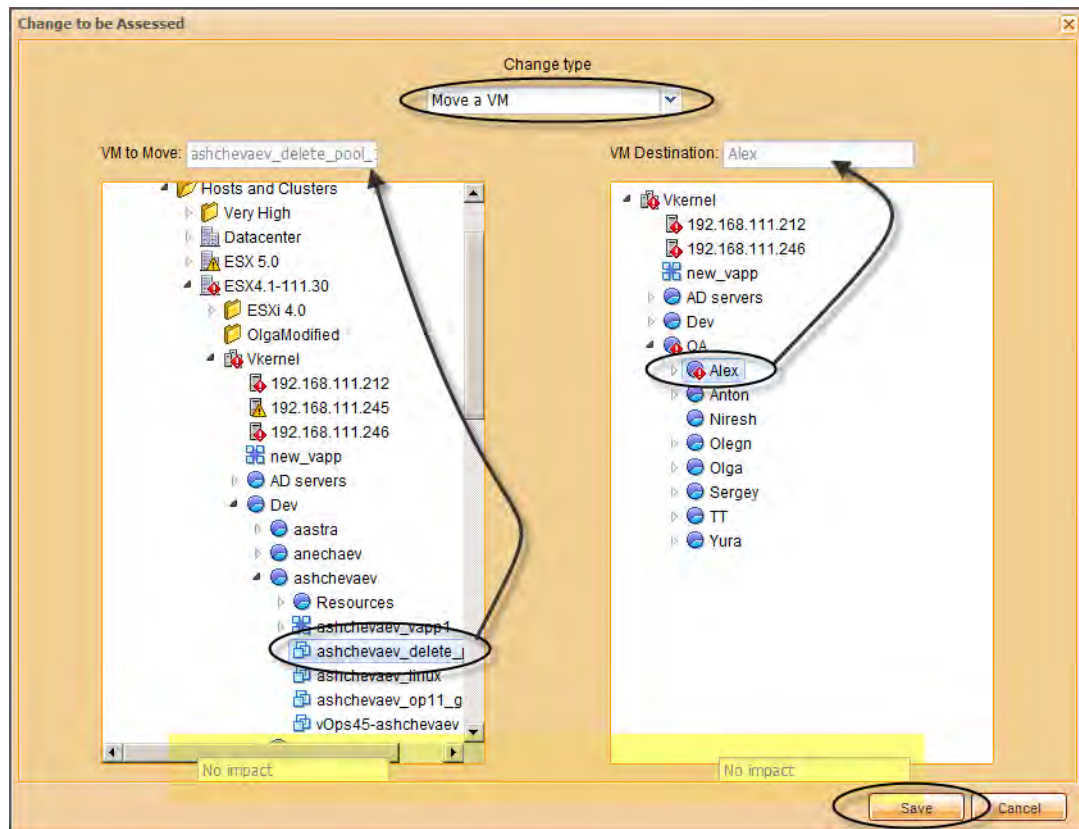 Change to be Assessed
Change type
Move a VM
VM to Move: ashchevaev_delete_pool_
Hosts and Clusters
Very High
Datacenter
ESX 5.0
ESX4.1-111.30
ESXi 4.0
OlgaModified
Vkernel
192.168.111.212
192.168.111.245
192.168.111.246
new_vapp
AD servers
Dev
aastra
anechaev
ashchevaev
Resources
ashchevaev_vapp1
ashchevaev_delete_
ashchevaev_linux
ashchevaev_op11_g
vOps45-ashchevaev
No impact
VM Destination: Alex
Vkernel
192.168.111.212
192.168.111.246
new_vapp
AD servers
Dev
QA
Alex
Anton
Niresh
Olegn
Olga
Sergey
TT
Yura
No impact
Save
Cancel